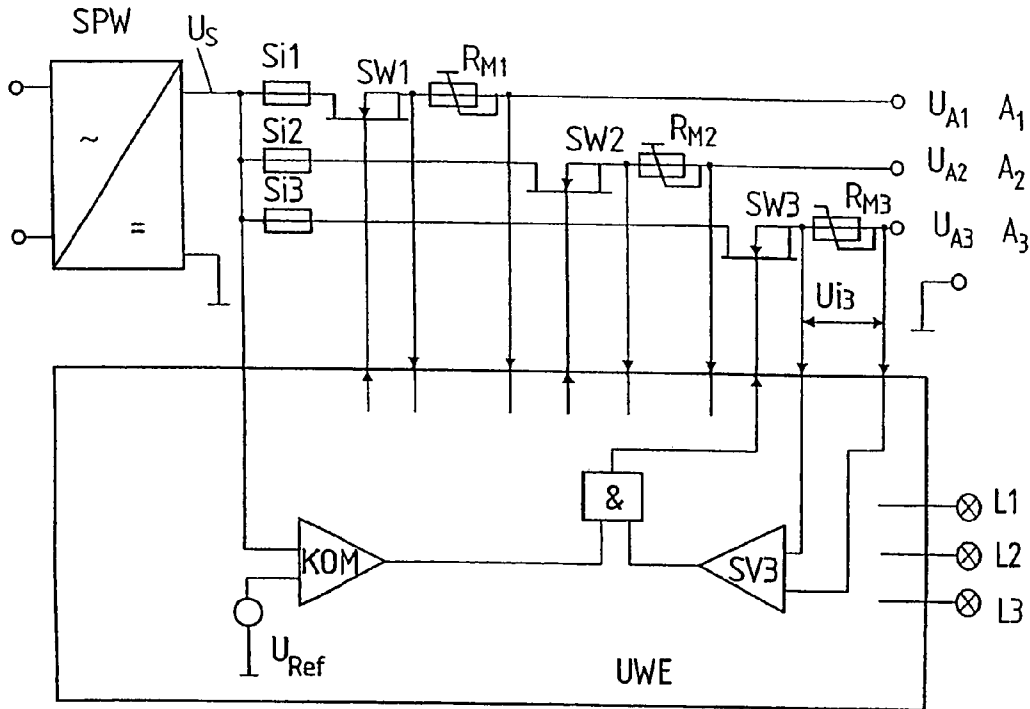 SPW
U_S
Si1
SW1
R_M1
U_A1 A_1
Si2
SW2
R_M2
U_A2 A_2
Si3
SW3
R_M3
U_A3 A_3
~
=
Ui3
&
L1
KOM
SV3
L2
L3
U_Ref
UWE